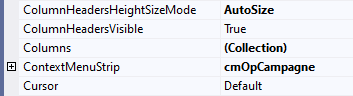 ColumnHeadersHeightSizeMode AutoSize
ColumnHeadersVisible True
Columns (Collection)
ContextMenuStrip cmOpCampagne
Cursor Default